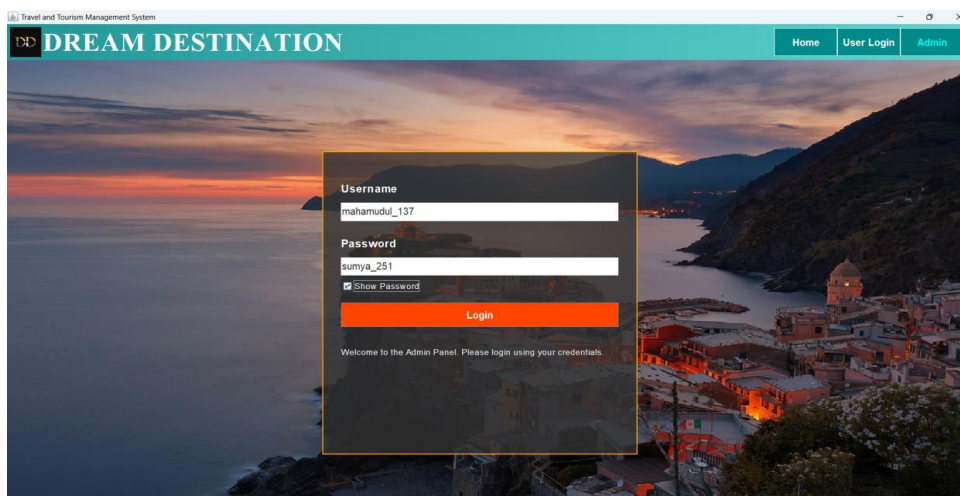 Travel and Tourism Management System
DD DREAM DESTINATION
Home User Login Admin
Username
mahamudul_137
Password
sumya_251
Show Password
Login
Welcome to the Admin Panel. Please login using your credentials.